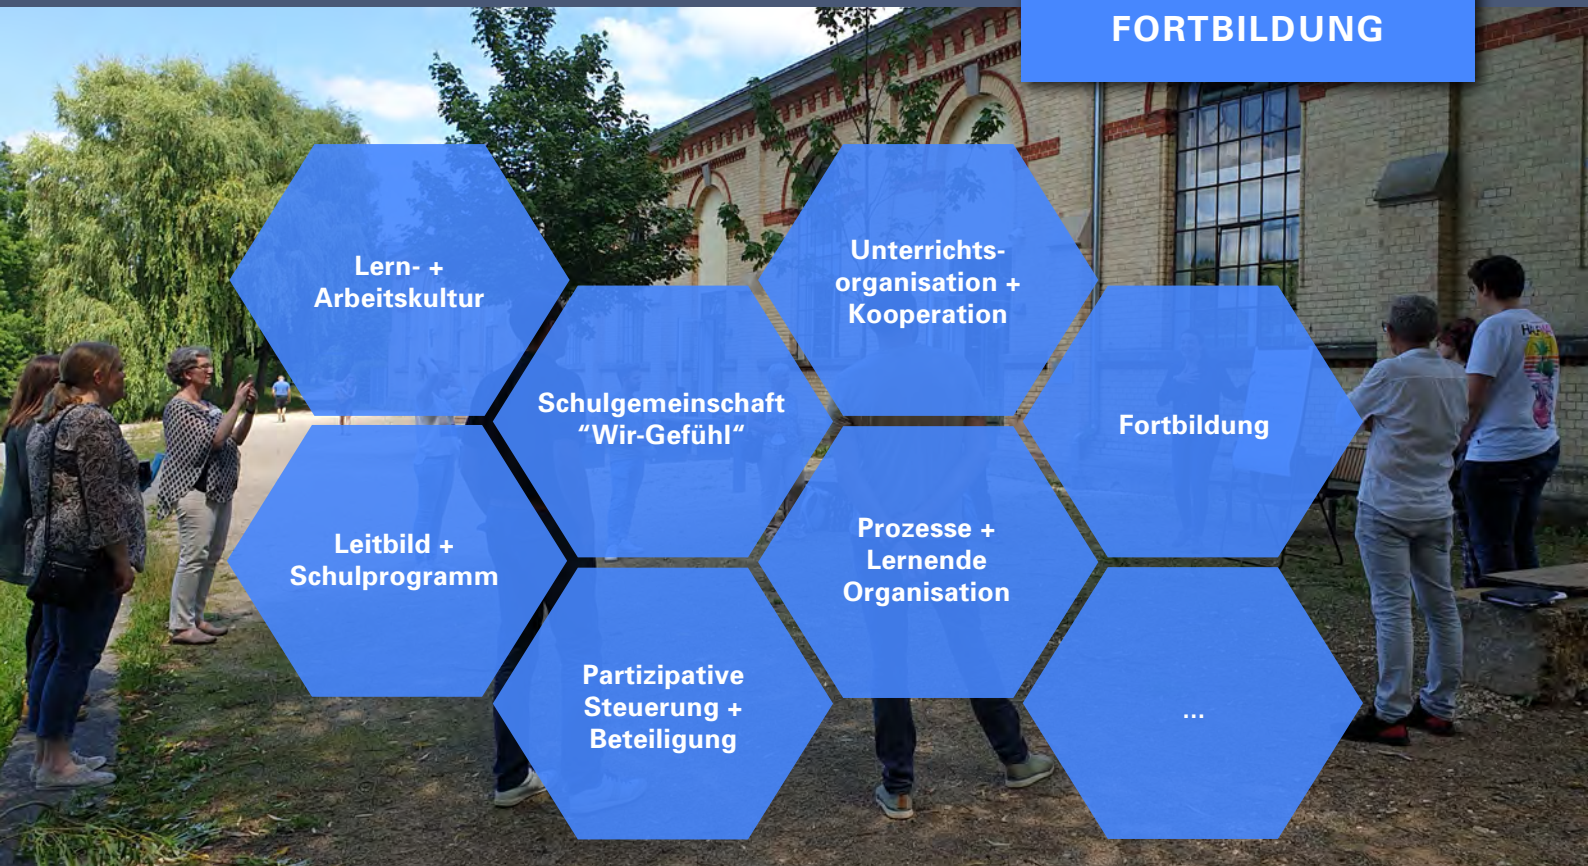 FORTBILDUNG
Lern- +
Arbeitskultur
Unterrichts-
organisation +
Kooperation
Schulgemeinschaft
“Wir-Gefühl“
Fortbildung
Leitbild +
Schulprogramm
Prozesse +
Lernende
Organisation
Partizipative
Steuerung +
Beteiligung
...